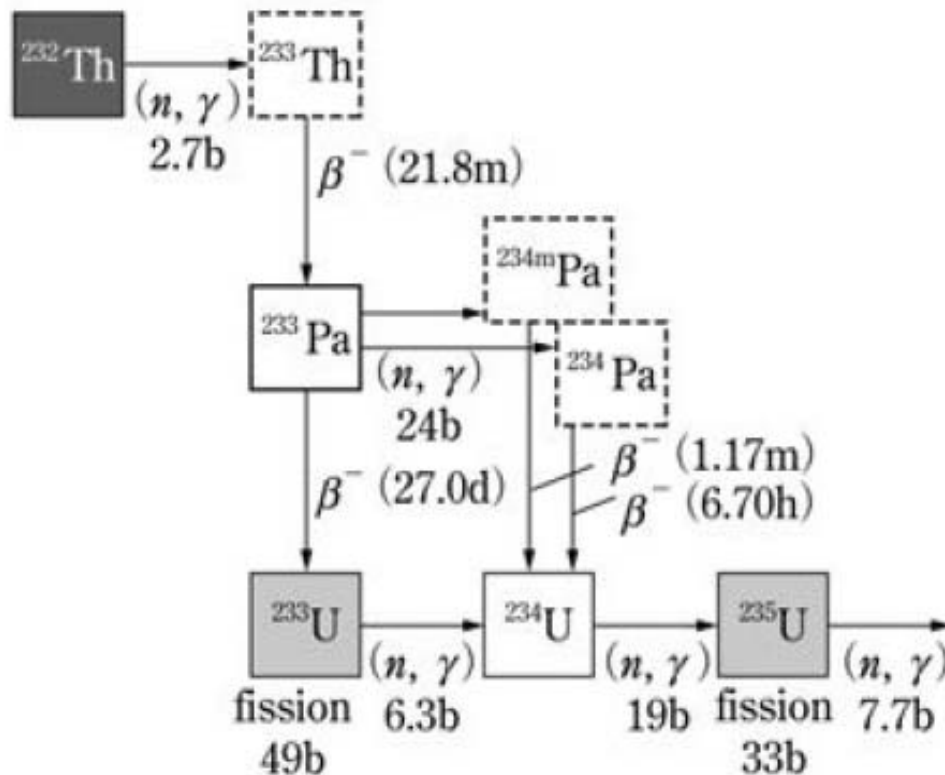 ²³²Th
²³³Th
(n, γ)
2.7b
β⁻ (21.8m)
²³⁴ᵐPa
²³³Pa
²³⁴Pa
(n, γ)
24b
β⁻ (1.17m)
β⁻ (27.0d)
β⁻ (6.70h)
²³³U
²³⁴U
²³⁵U
(n, γ)
(n, γ)
(n, γ)
fission
6.3b
19b
fission
7.7b
49b
33b